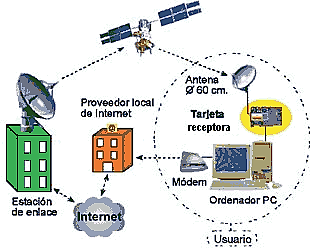 Antena
Ø 60 cm.
Proveedor local
de Internet
Tarjeta
receptora
Módem
Ordenador PC
Estación
de enlace
Internet
Usuario